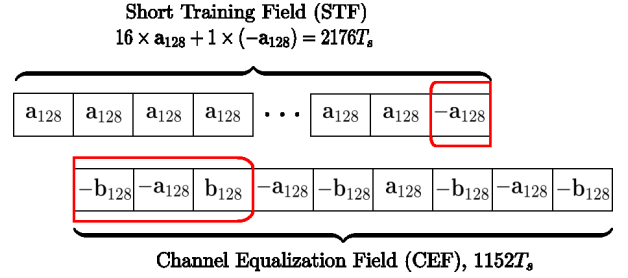 Short Training Field (STF)
16 × a₁₂₈ + 1 × (−a₁₂₈) = 2176Tₛ
a₁₂₈ a₁₂₈ a₁₂₈ a₁₂₈ ··· a₁₂₈ a₁₂₈ −a₁₂₈
−b₁₂₈ −a₁₂₈ b₁₂₈ −a₁₂₈ −b₁₂₈ a₁₂₈ −b₁₂₈ −a₁₂₈ −b₁₂₈
Channel Equalization Field (CEF), 1152Tₛ